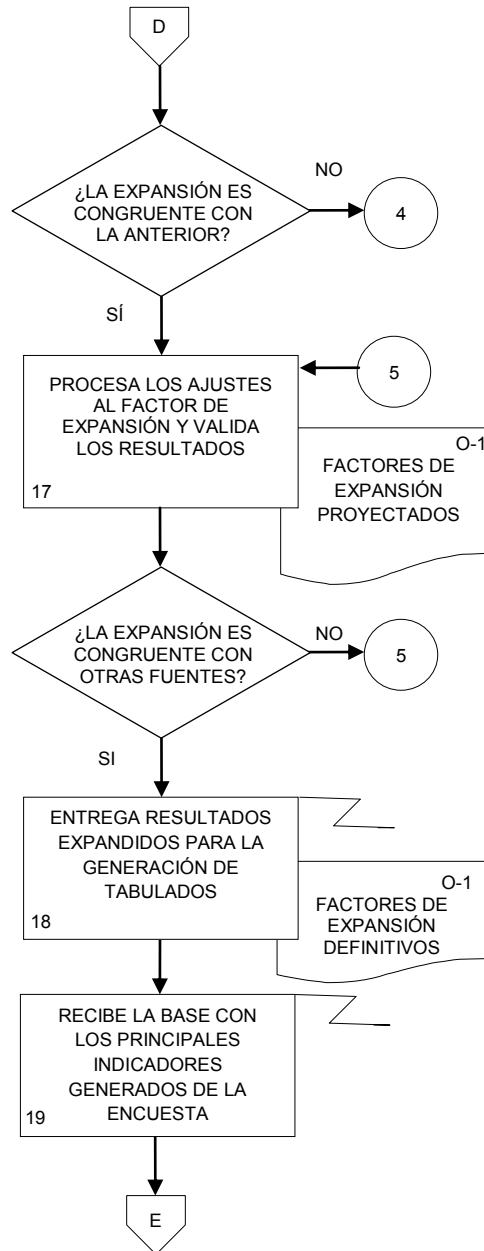 D
¿LA EXPANSIÓN ES
CONGRUENTE CON
LA ANTERIOR?
NO
4
SÍ
5
PROCESA LOS AJUSTES
AL FACTOR DE
EXPANSIÓN Y VALIDA
LOS RESULTADOS
17
O-1
FACTORES DE
EXPANSIÓN
PROYECTADOS
¿LA EXPANSIÓN ES
CONGRUENTE CON
OTRAS FUENTES?
NO
5
SI
ENTREGA RESULTADOS
EXPANDIDOS PARA LA
GENERACIÓN DE
TABULADOS
18
O-1
FACTORES DE
EXPANSIÓN
DEFINITIVOS
RECIBE LA BASE CON
LOS PRINCIPALES
INDICADORES
GENERADOS DE LA
ENCUESTA
19
E